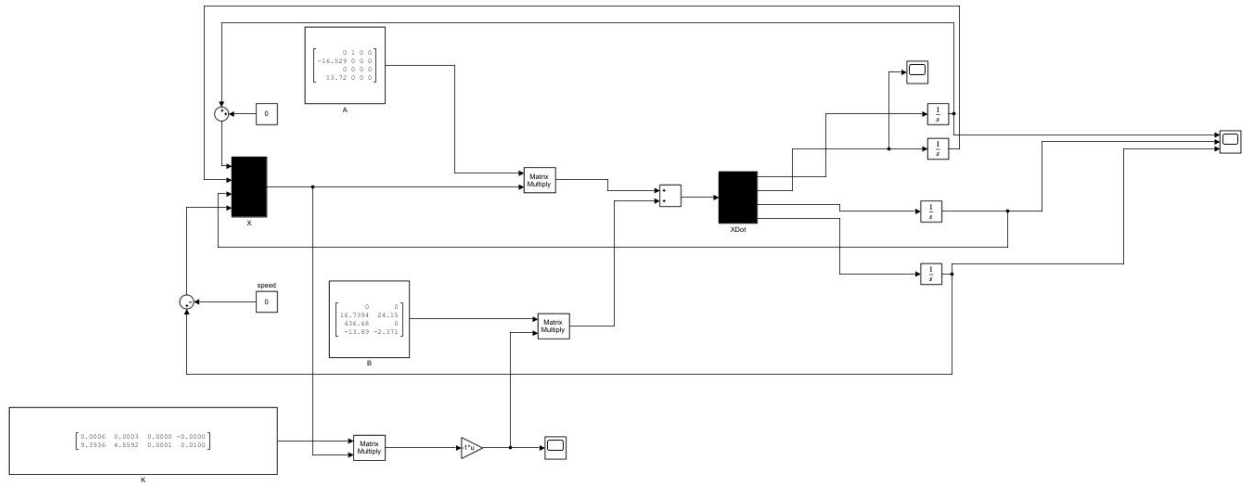 0 1 0 0
-16.529 0 0 0
0 0 0 0
13.72 0 0 0
A
0
1/s
1/s
Matrix Multiply
+
+
X
XDot
1/s
1/s
speed
0
0 0
16.7394 24.15
436.68 0
-13.89 -2.371
B
Matrix Multiply
0.0006 0.0003 0.0000 -0.0000
9.3936 4.5592 0.0001 0.0100
K
Matrix Multiply
-1*u